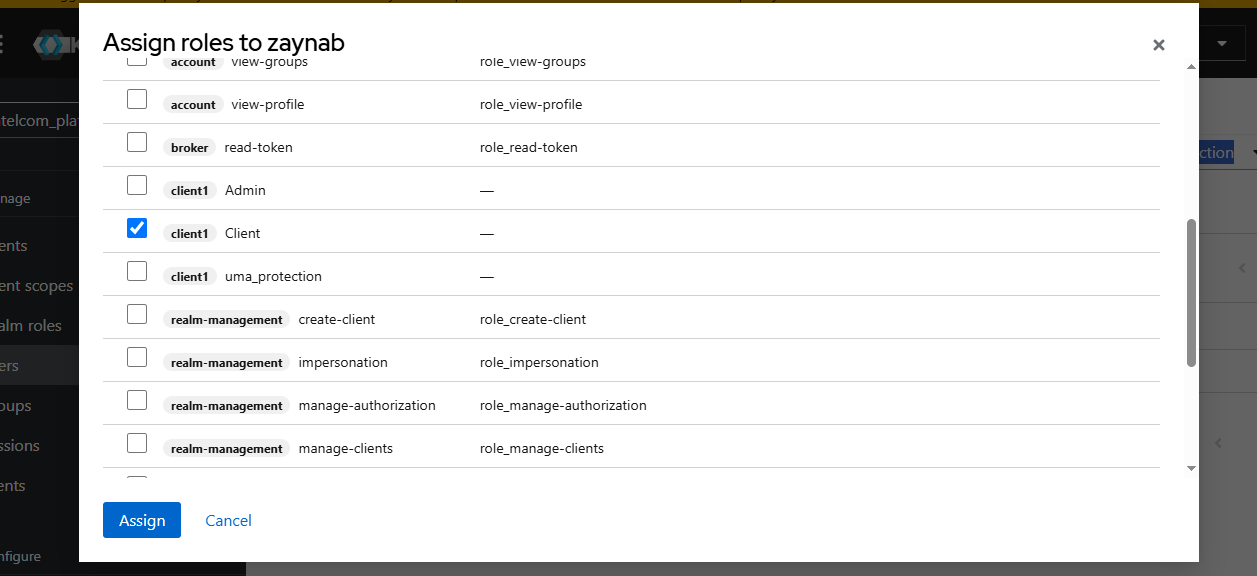 Assign roles to zaynab
account view-groups role_view-groups
account view-profile role_view-profile
broker read-token role_read-token
client1 Admin —
client1 Client —
client1 uma_protection —
realm-management create-client role_create-client
realm-management impersonation role_impersonation
realm-management manage-authorization role_manage-authorization
realm-management manage-clients role_manage-clients
Assign Cancel
K
telcom_pla
ction
nage
ents
ent scopes
alm roles
ers
oups
ssions
ents
nfigure